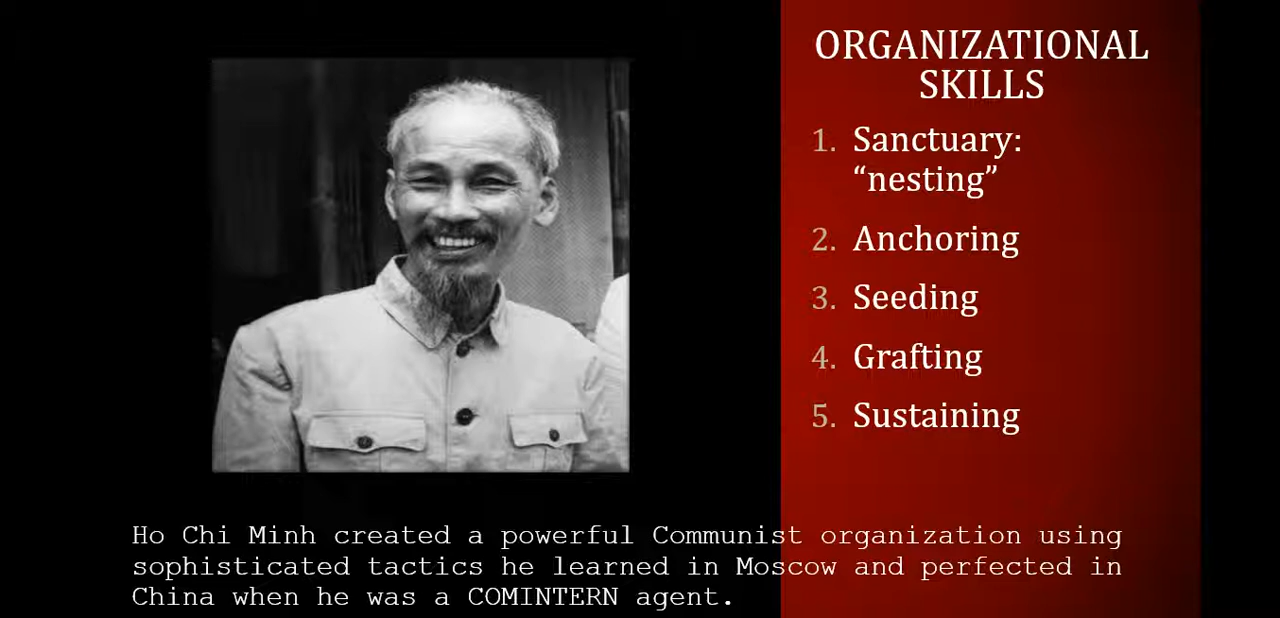 ORGANIZATIONAL
SKILLS
1. Sanctuary:
“nesting”
2. Anchoring
3. Seeding
4. Grafting
5. Sustaining
Ho Chi Minh created a powerful Communist organization using
sophisticated tactics he learned in Moscow and perfected in
China when he was a COMINTERN agent.